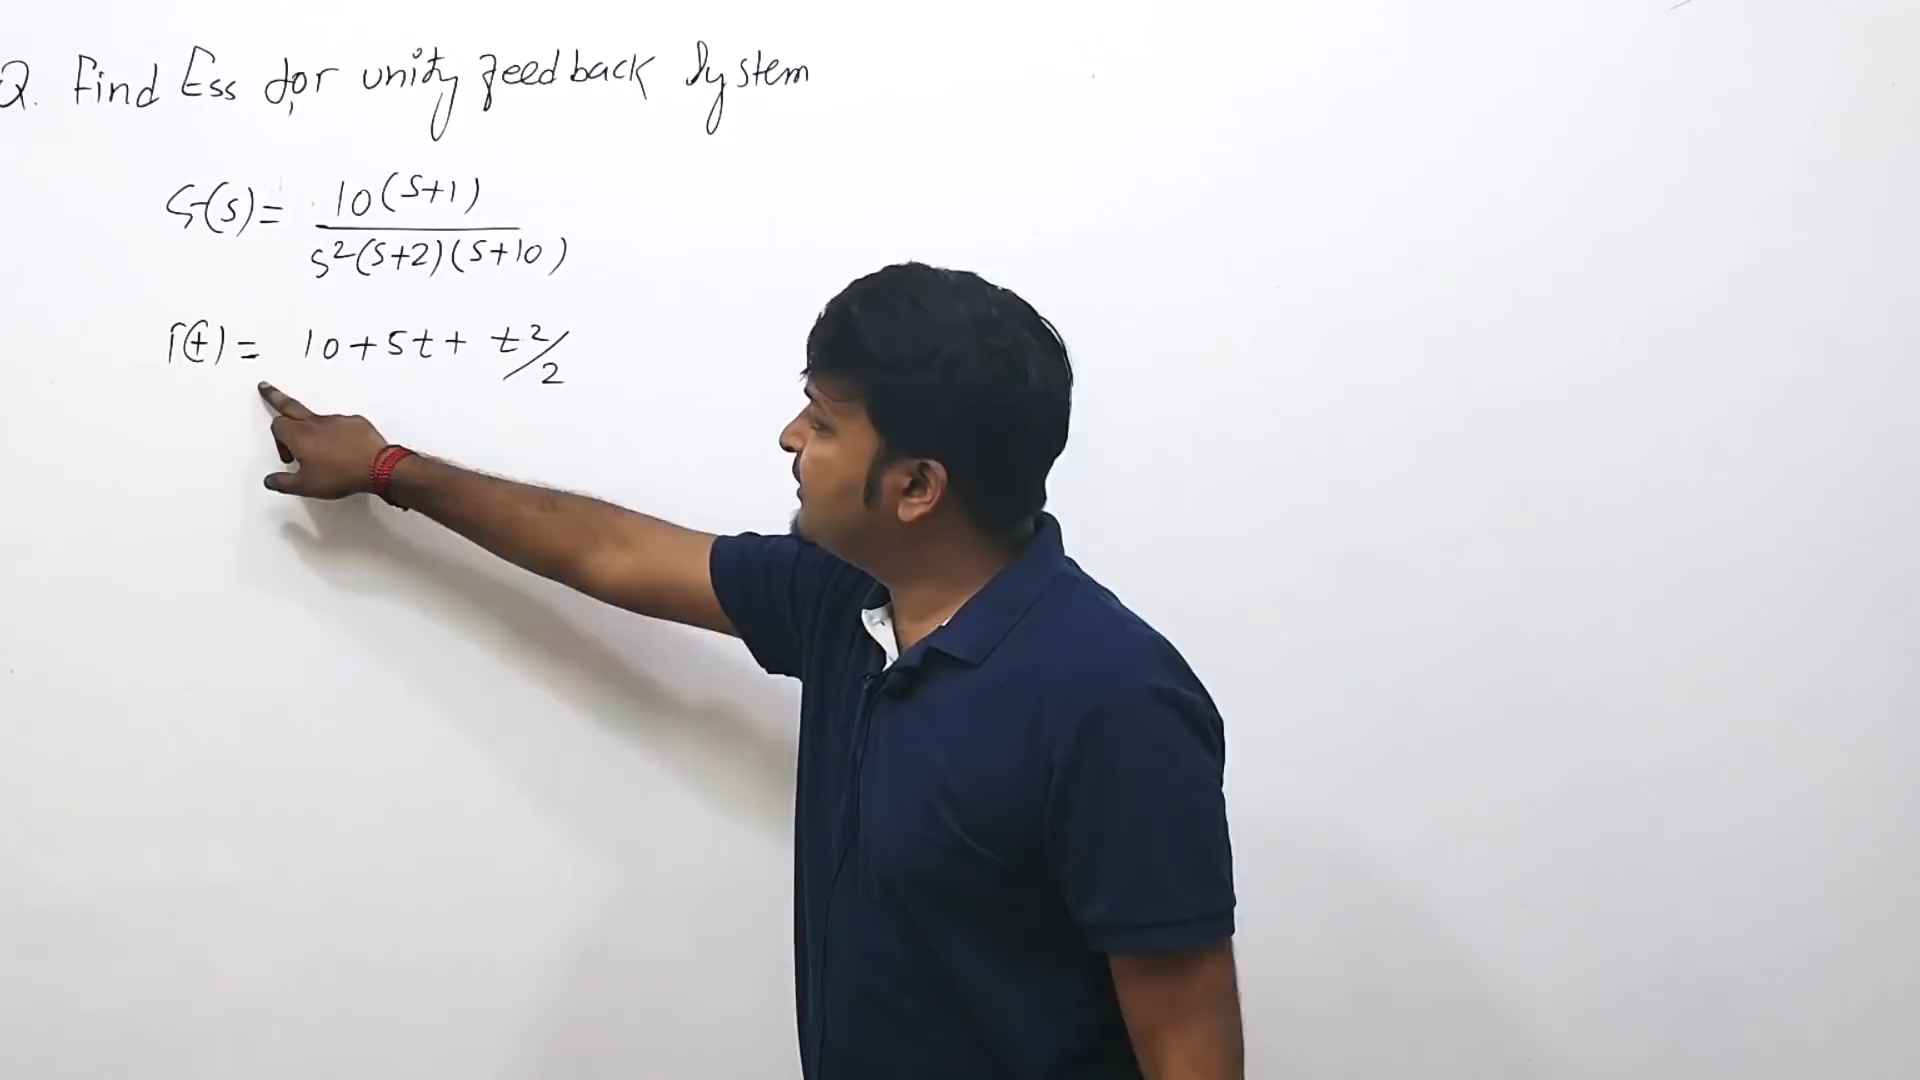 Q. Find Ess for unity feedback System
G(s) = 10(s+1) / s²(s+2)(s+10)
r(t) = 10+5t+ t²/2